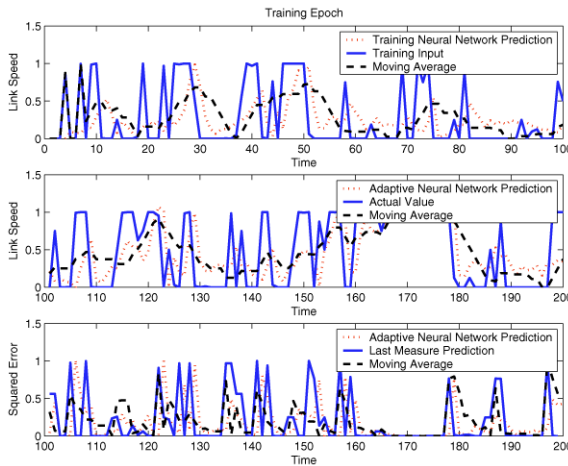 Training Epoch
1.5
1
0.5
0
Link Speed
Training Neural Network Prediction
Training Input
Moving Average
0 10 20 30 40 50 60 70 80 90 100
Time
1.5
1
0.5
0
Link Speed
Adaptive Neural Network Prediction
Actual Value
Moving Average
100 110 120 130 140 150 160 170 180 190 200
Time
1.5
1
0.5
0
Squared Error
Adaptive Neural Network Prediction
Last Measure Prediction
Moving Average
100 110 120 130 140 150 160 170 180 190 200
Time